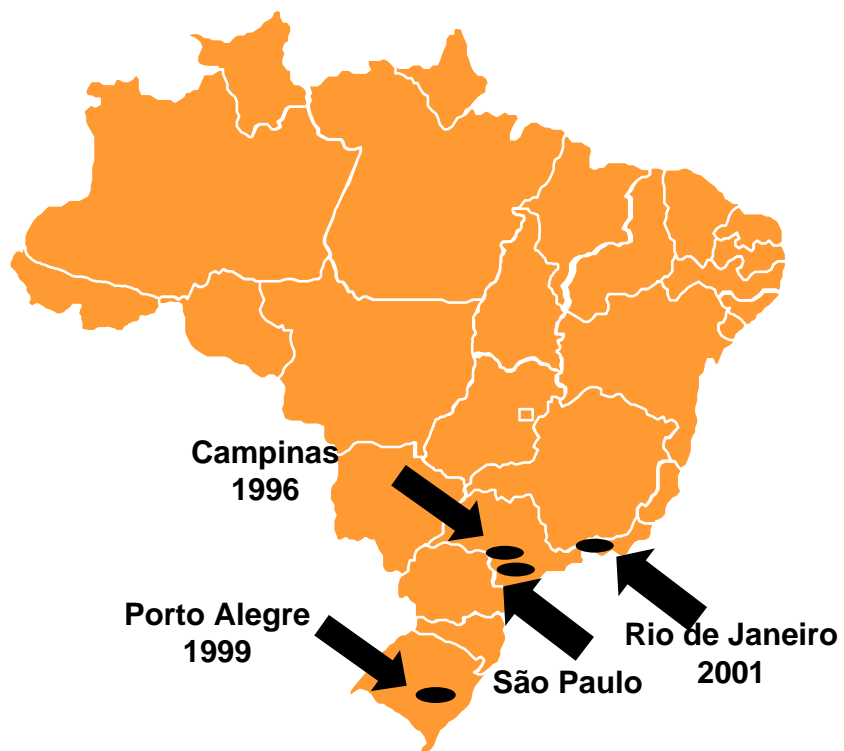 Campinas
1996
Porto Alegre
1999
São Paulo
Rio de Janeiro
2001